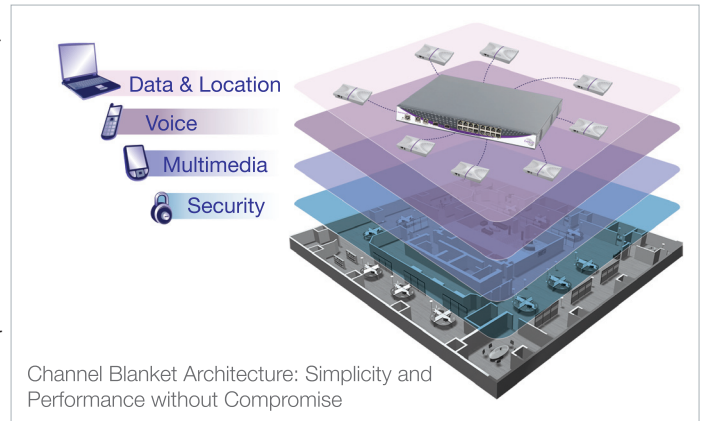 Data & Location
Voice
Multimedia
Security
Channel Blanket Architecture: Simplicity and
Performance without Compromise